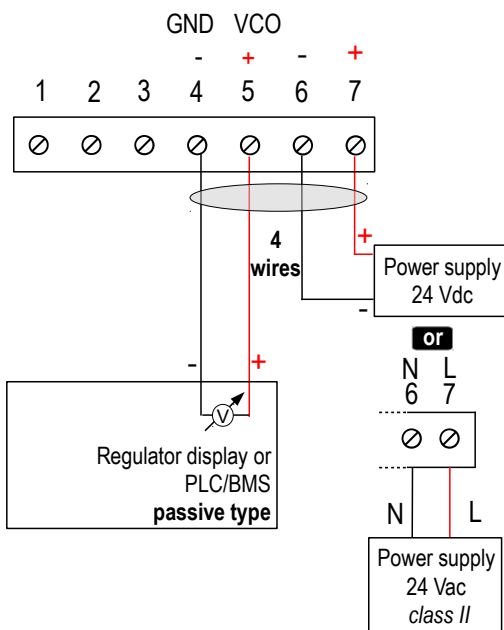 GND VCO
- + - +
1 2 3 4 5 6 7
4
wires
+
Power supply
24 Vdc
-
or
- +
N L
6 7
V
Regulator display or
PLC/BMS
passive type
N L
Power supply
24 Vac
class II